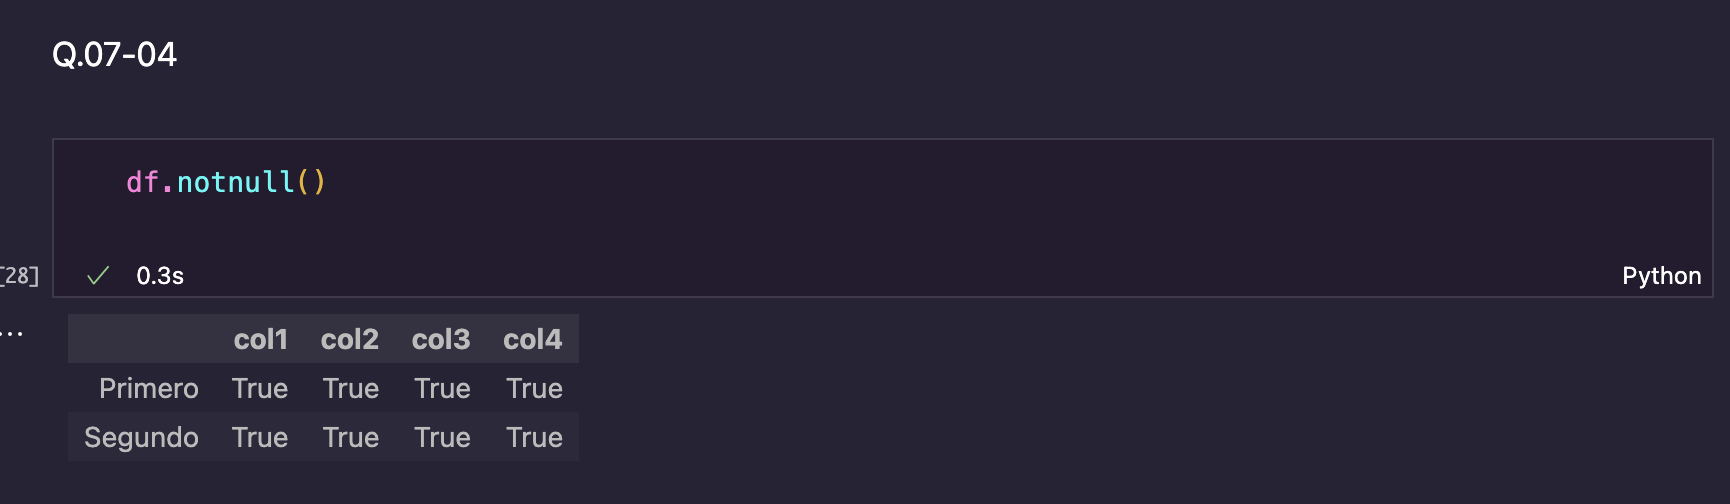 Q.07-04
df.notnull()
[28]
0.3s
Python
...
col1 col2 col3 col4
Primero True True True True
Segundo True True True True